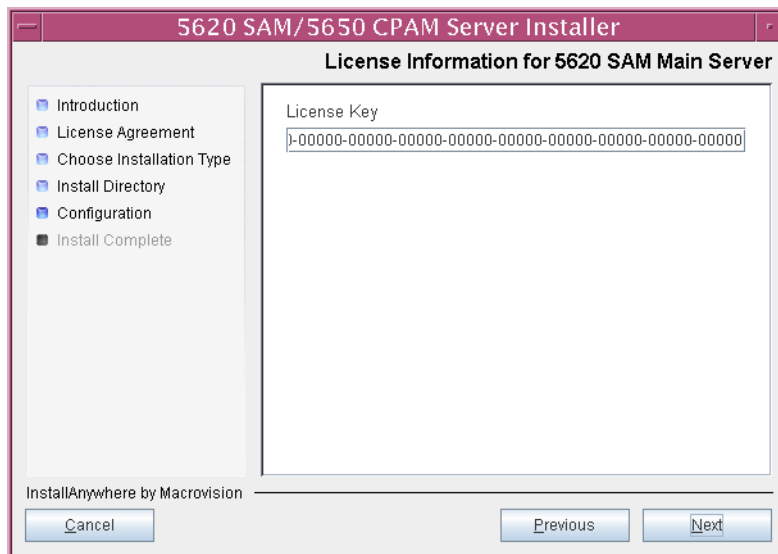 5620 SAM/5650 CPAM Server Installer
License Information for 5620 SAM Main Server
Introduction
License Agreement
Choose Installation Type
Install Directory
Configuration
Install Complete
License Key
)-00000-00000-00000-00000-00000-00000-00000-00000-00000
InstallAnywhere by Macrovision
Cancel
Previous
Next